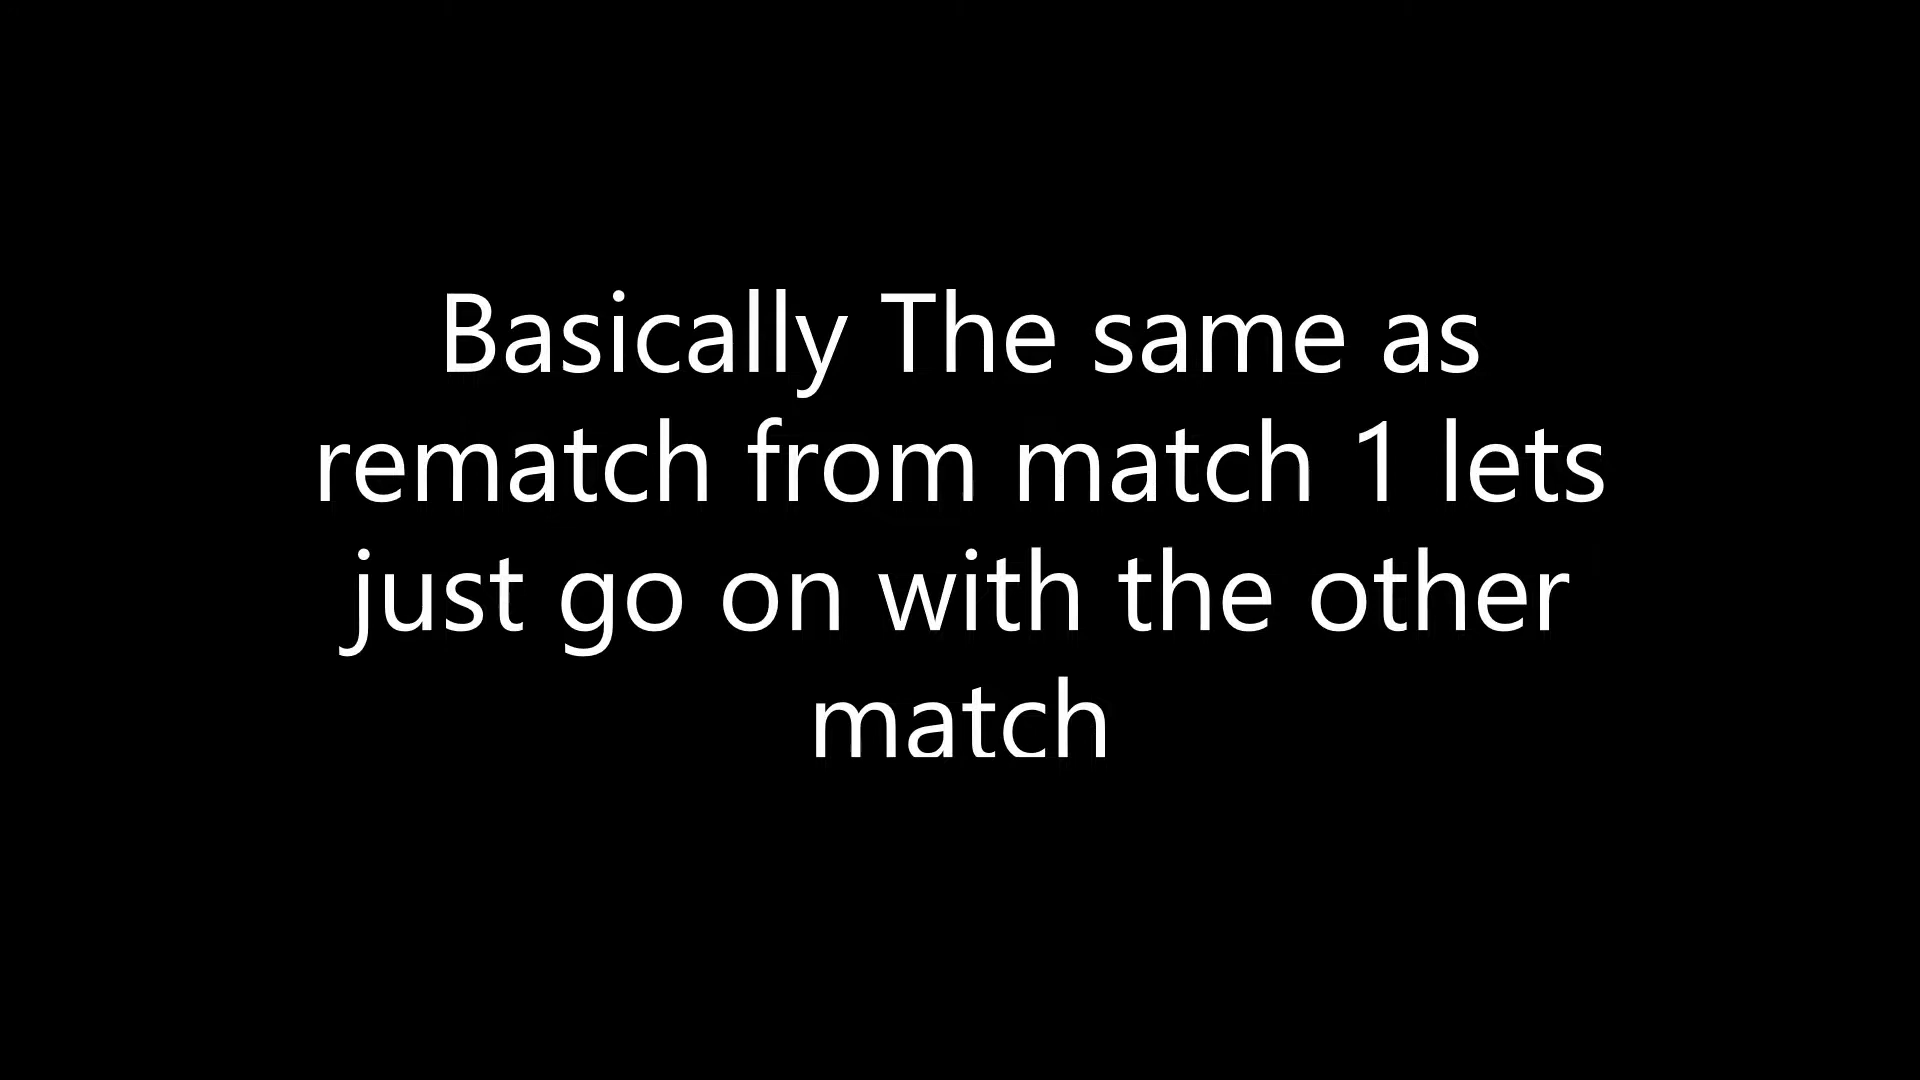 Basically The same as
rematch from match 1 lets
just go on with the other
match